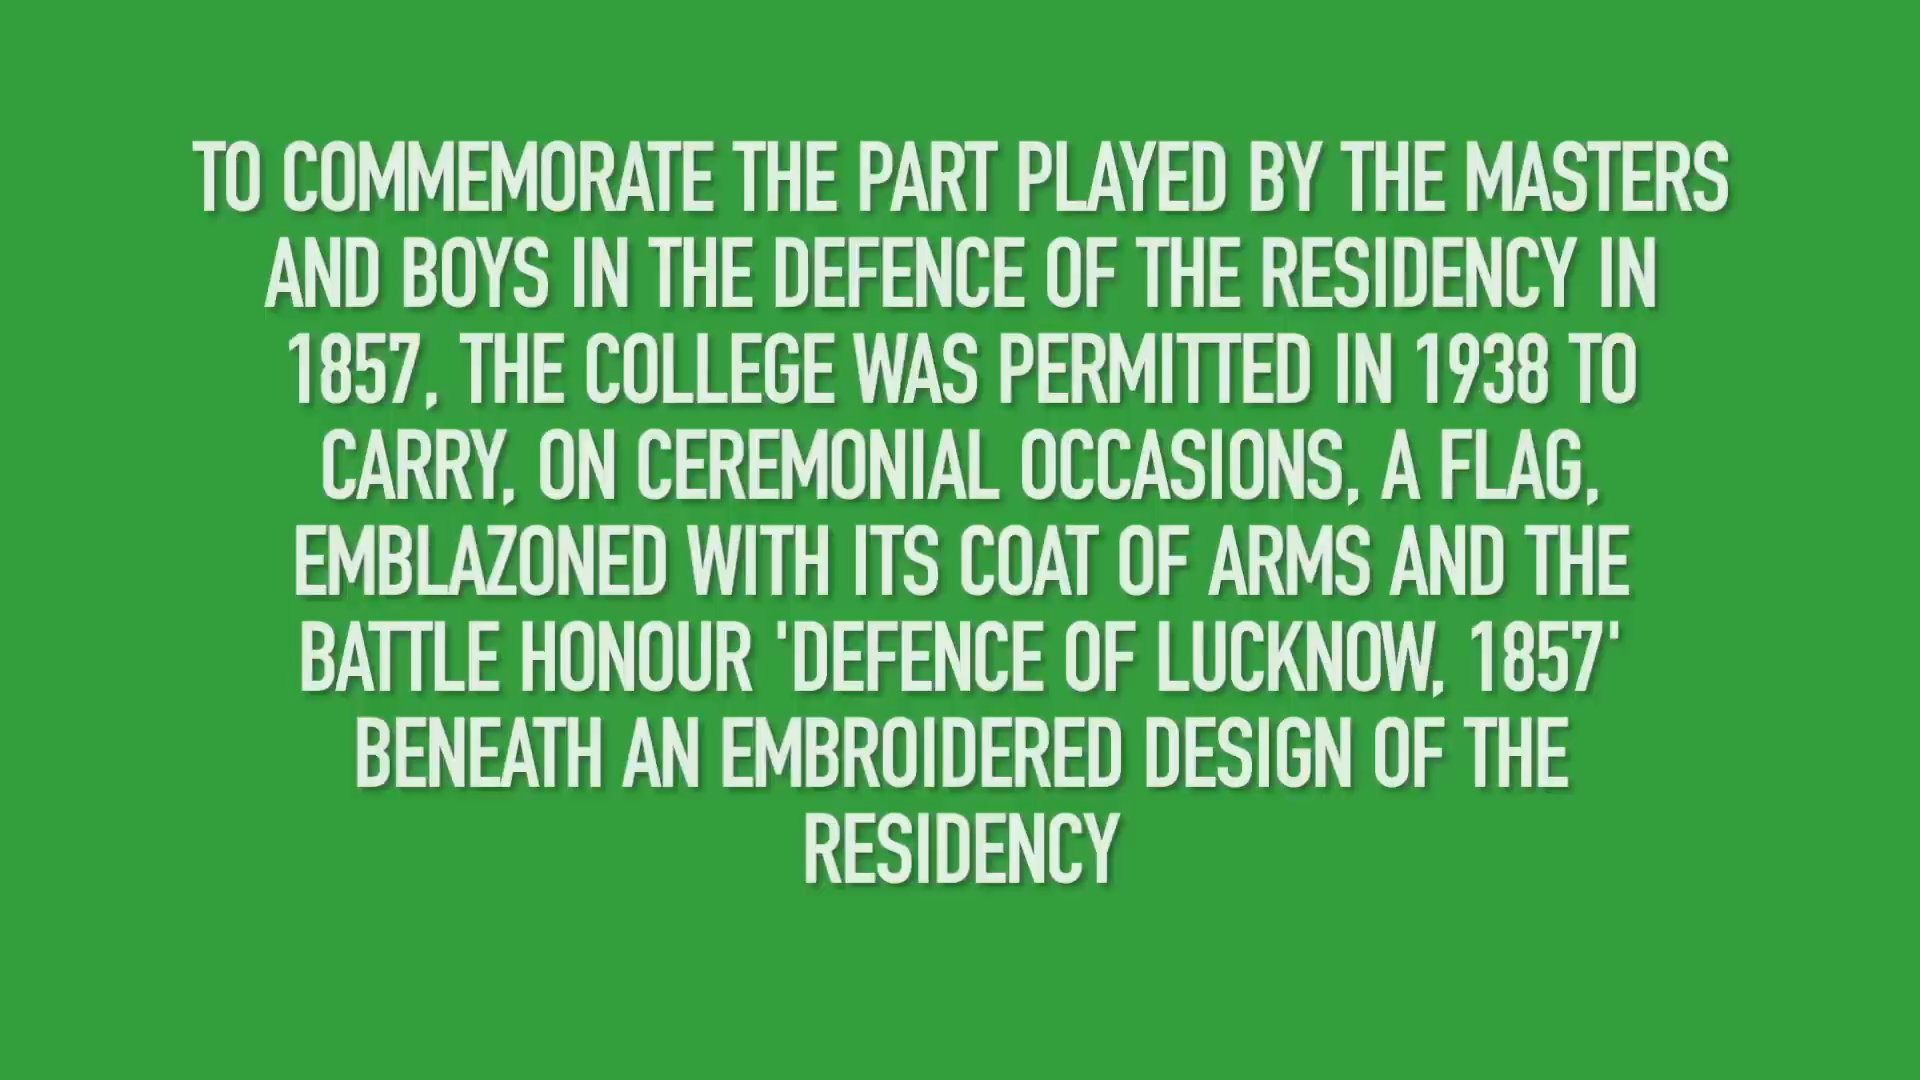 TO COMMEMORATE THE PART PLAYED BY THE MASTERS
AND BOYS IN THE DEFENCE OF THE RESIDENCY IN
1857, THE COLLEGE WAS PERMITTED IN 1938 TO
CARRY, ON CEREMONIAL OCCASIONS, A FLAG,
EMBLAZONED WITH ITS COAT OF ARMS AND THE
BATTLE HONOUR 'DEFENCE OF LUCKNOW, 1857'
BENEATH AN EMBROIDERED DESIGN OF THE
RESIDENCY